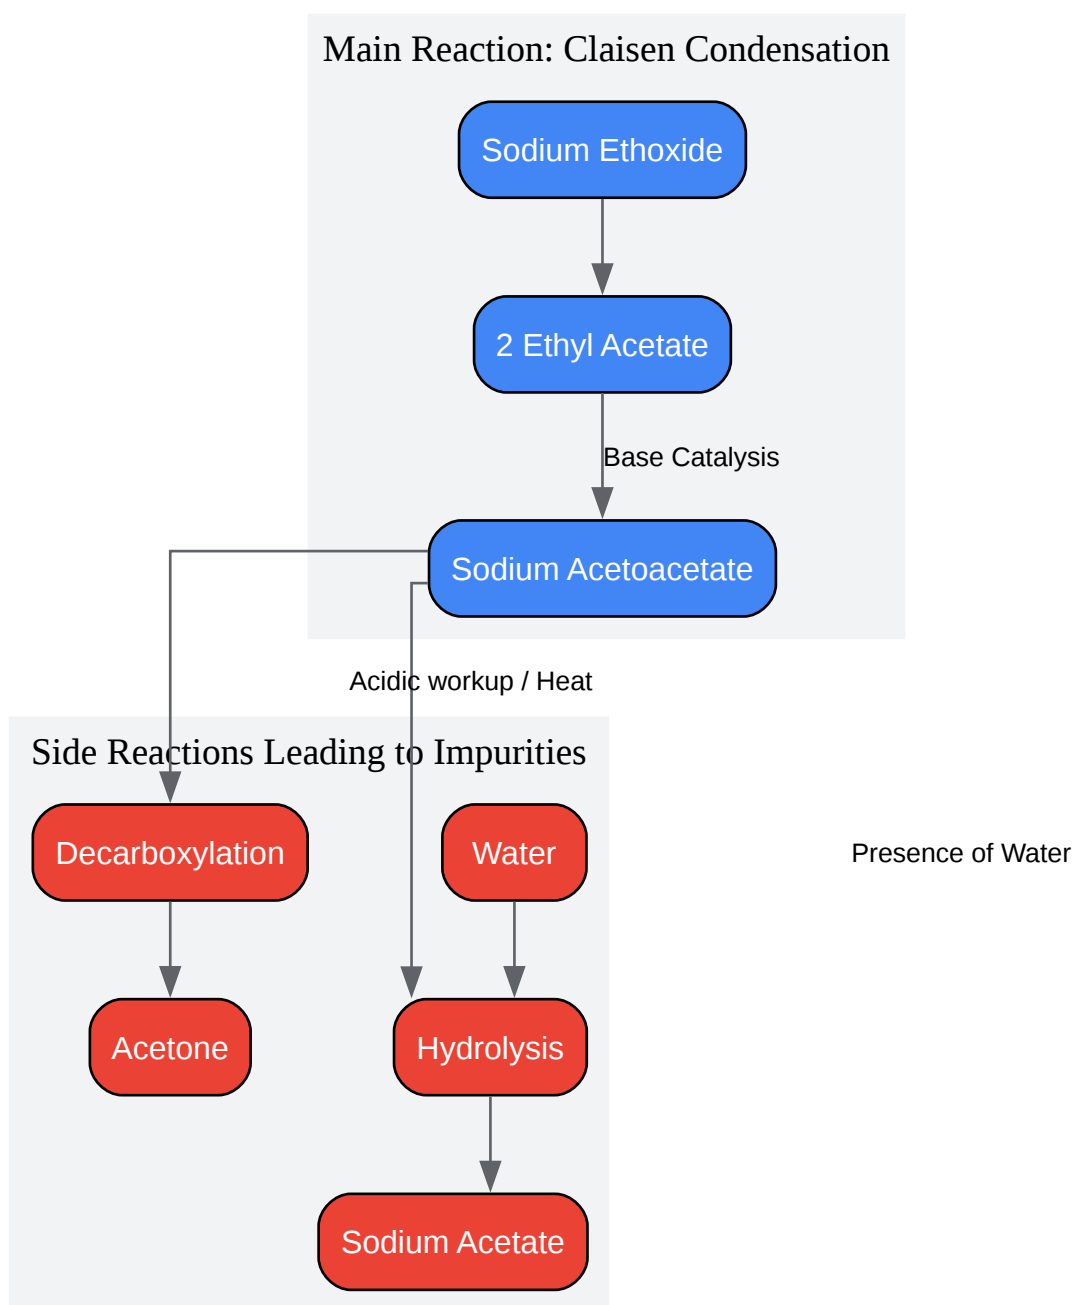 Main Reaction: Claisen Condensation
Sodium Ethoxide
2 Ethyl Acetate
Base Catalysis
Sodium Acetoacetate
Acidic workup / Heat
Side Reactions Leading to Impurities
Decarboxylation
Water
Presence of Water
Acetone
Hydrolysis
Sodium Acetate